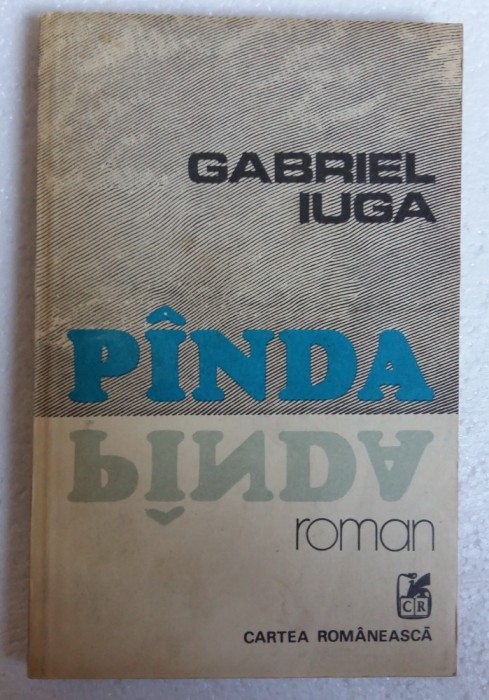 GABRIEL
IUGA
PÎNDA
PÎNDA
roman
CR
CARTEA ROMÂNEASCĂ